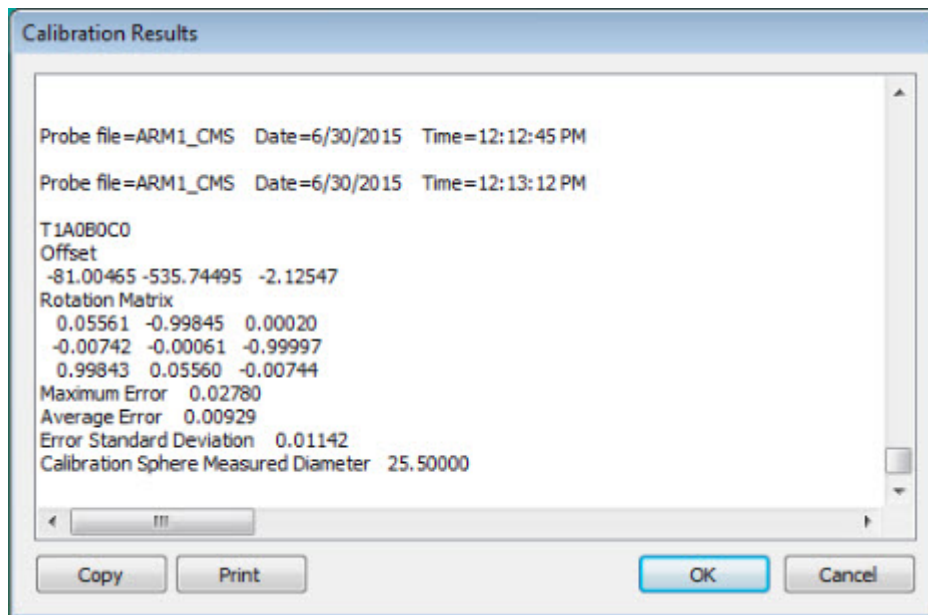 Calibration Results
Probe file=ARM1_CMS Date=6/30/2015 Time=12:12:45 PM
Probe file=ARM1_CMS Date=6/30/2015 Time=12:13:12 PM
T1A0B0C0
Offset
-81.00465 -535.74495 -2.12547
Rotation Matrix
0.05561 -0.99845 0.00020
-0.00742 -0.00061 -0.99997
0.99843 0.05560 -0.00744
Maximum Error 0.02780
Average Error 0.00929
Error Standard Deviation 0.01142
Calibration Sphere Measured Diameter 25.50000
Copy Print OK Cancel